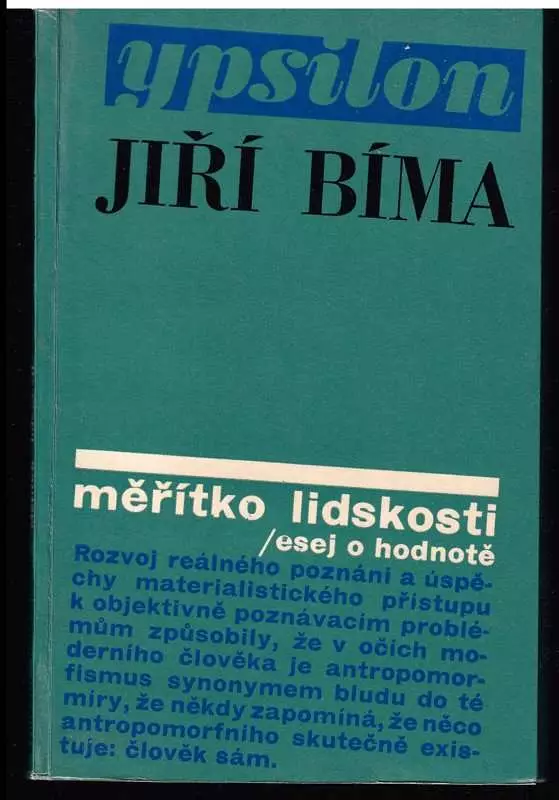 ypsilon
JIŘÍ BÍMA
měřítko lidskosti
/esej o hodnotě
Rozvoj reálného poznání a úspě-
chy materialistického přístupu
k objektivně poznávacím problé-
mům způsobily, že v očích mo-
derního člověka je antropomor-
fismus synonymem bludu do té
míry, že někdy zapomíná, že něco
antropomorfního skutečně exis-
tuje: člověk sám.